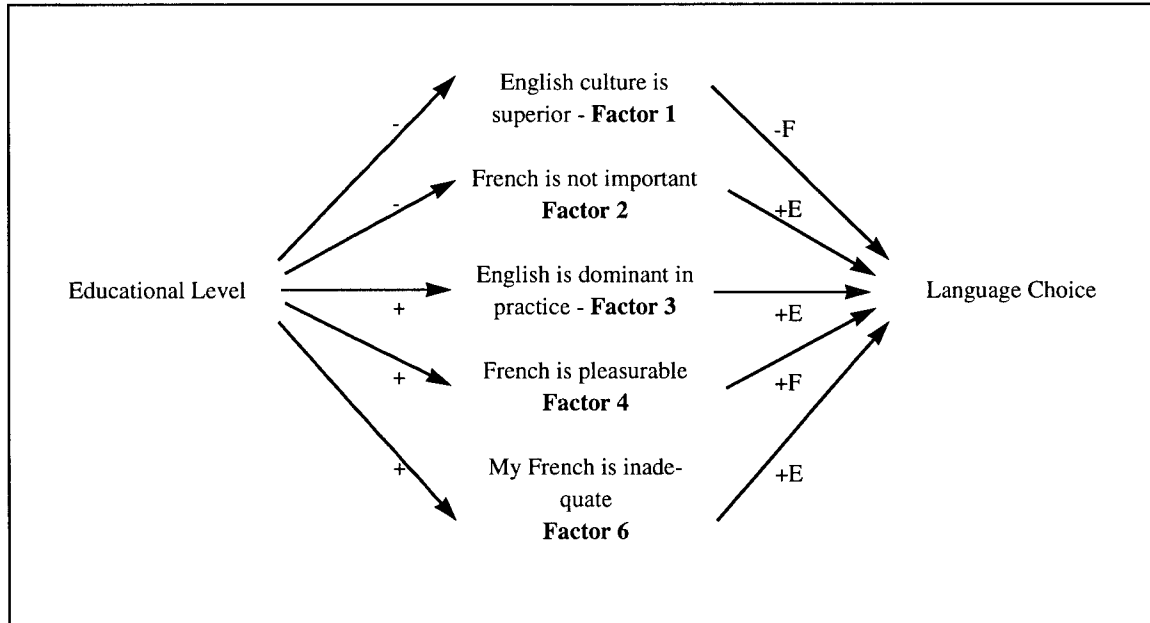 English culture is
superior - Factor 1
-
-F
French is not important
Factor 2
-
+E
Educational Level
English is dominant in
practice - Factor 3
Language Choice
+
+E
French is pleasurable
Factor 4
+
+F
My French is inade-
quate
Factor 6
+
+E